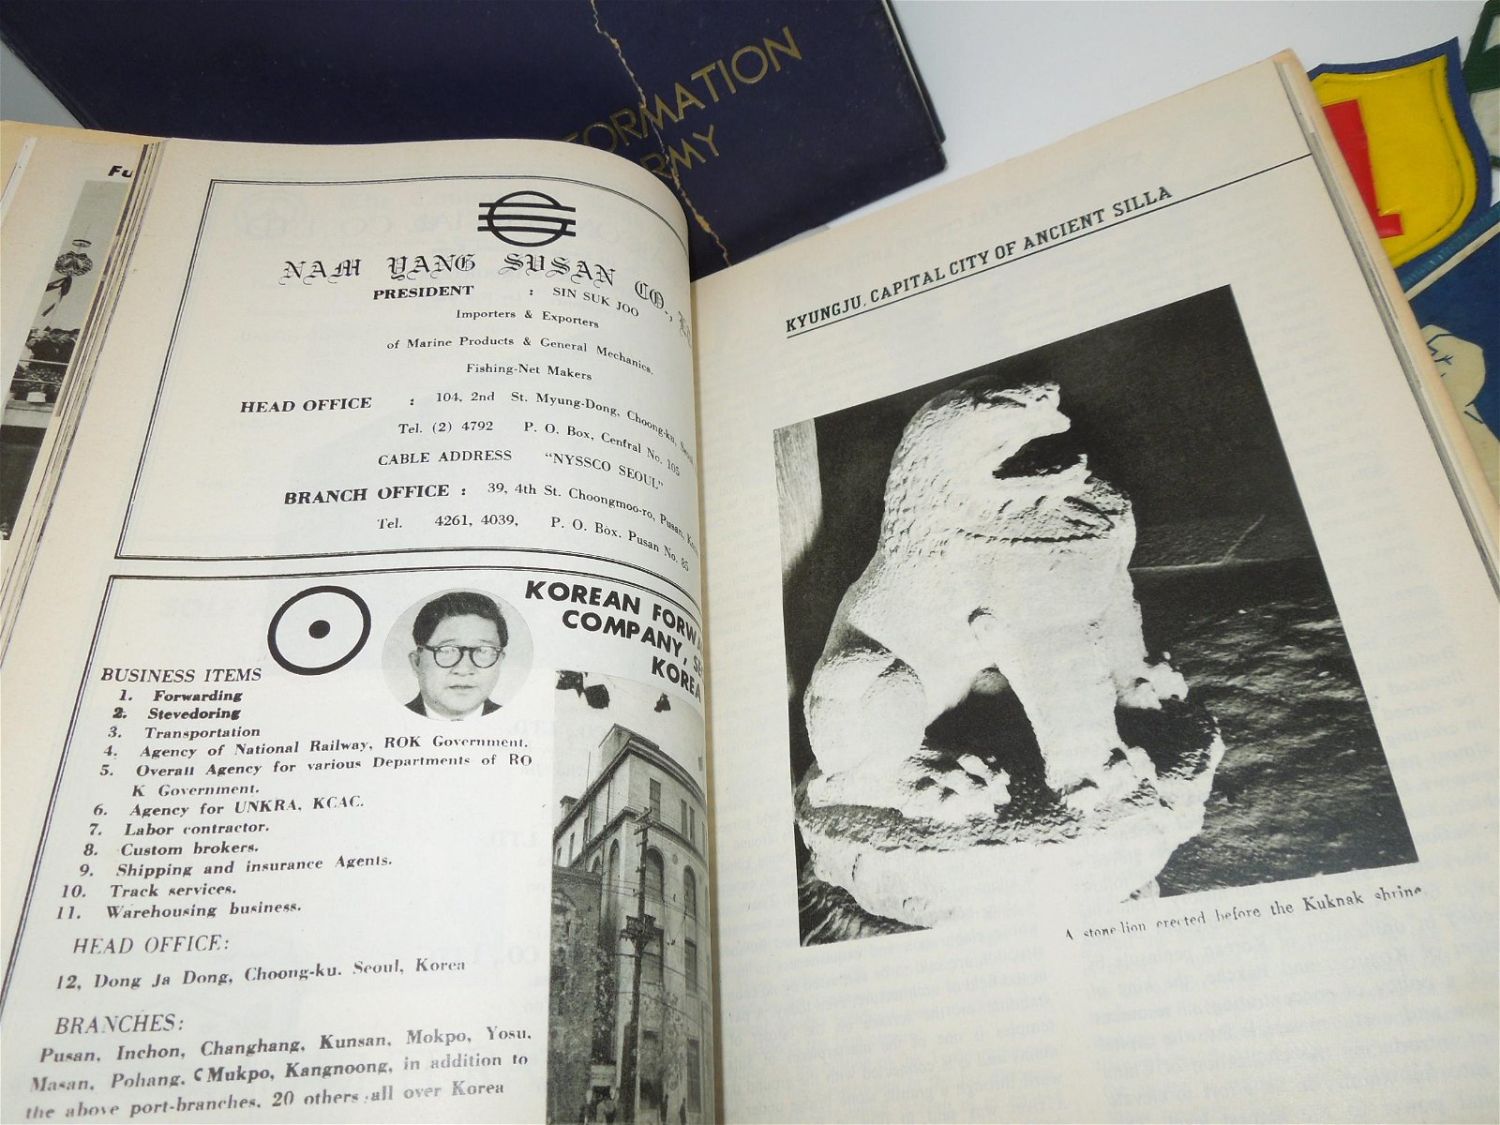 FORMATION
RMY
Fu
NAM YANG SUSAN CO.,
PRESIDENT : SIN SUK JOO
Importers & Exporters
of Marine Products & General Mechanics.
Fishing-Net Makers
HEAD OFFICE : 104, 2nd St. Myung-Dong, Choong-ku, Seoul
Tel. (2) 4792 P. O. Box, Central No. 105
CABLE ADDRESS "NYSSCO SEOUL"
BRANCH OFFICE : 39, 4th St. Choongmoo-ro, Pusan,
Tel. 4261, 4039, P. O. Box. Pusan No. 85
KOREAN FORWA
COMPANY,
KOREA
BUSINESS ITEMS
1. Forwarding
2. Stevedoring
3. Transportation
4. Agency of National Railway, ROK Government.
5. Overall Agency for various Departments of RO
K Government.
6. Agency for UNKRA, KCAC.
7. Labor contractor.
8. Custom brokers.
9. Shipping and insurance Agents.
10. Track services.
11. Warehousing business.
HEAD OFFICE:
12, Dong Ja Dong, Choong-ku. Seoul, Korea
BRANCHES:
Pusan, Inchon, Changhang, Kunsan, Mokpo, Yosu,
Masan, Pohang, Mukpo, Kangnoong, in addition to
the above port-branches, 20 others all over Korea
KYUNGJU, CAPITAL CITY OF ANCIENT SILLA
A stone lion erected before the Kuknak shrine
1